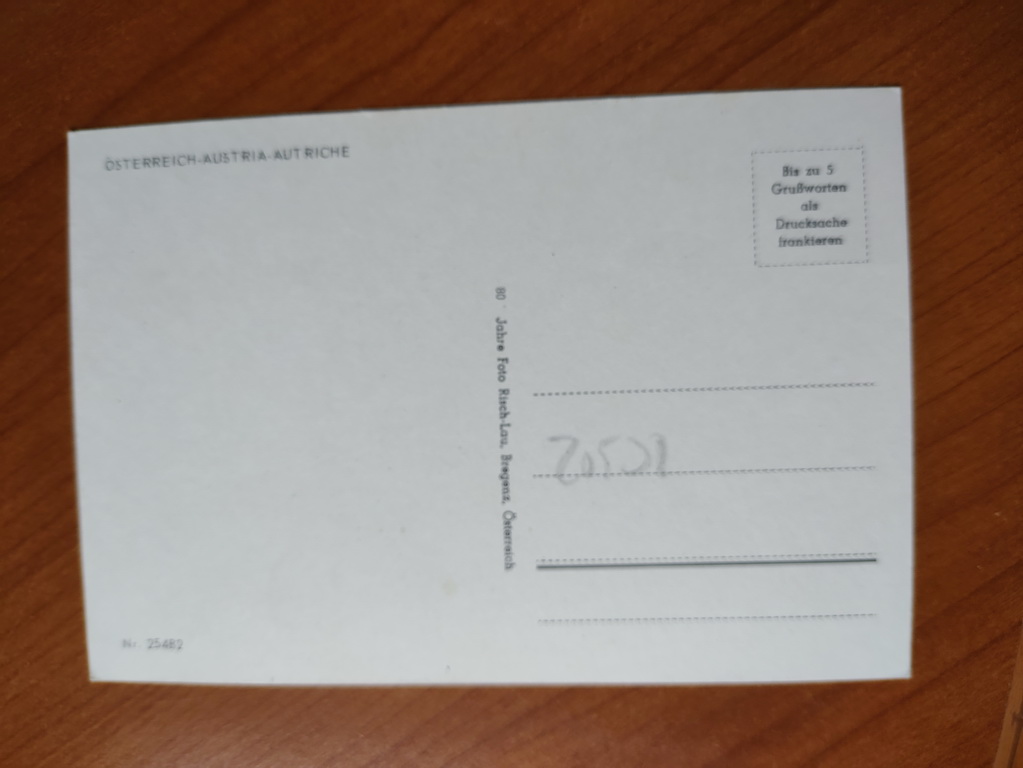 ÖSTERREICH-AUSTRIA-AUTRICHE
Bis zu 5
Grußworten
als
Drucksache
frankieren
80 Jahre Foto Risch-Lau, Bregenz, Österreich
Nr. 25482